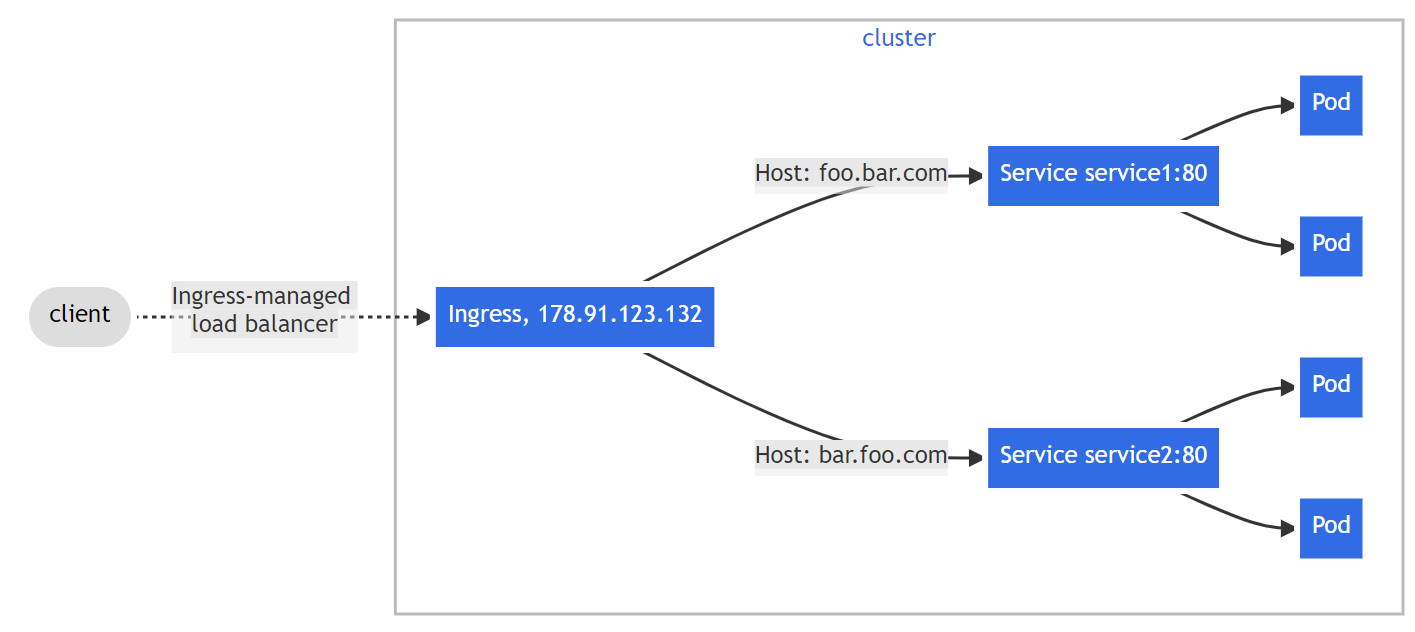 cluster
client
Ingress-managed
load balancer
Ingress, 178.91.123.132
Host: foo.bar.com
Service service1:80
Pod
Pod
Host: bar.foo.com
Service service2:80
Pod
Pod